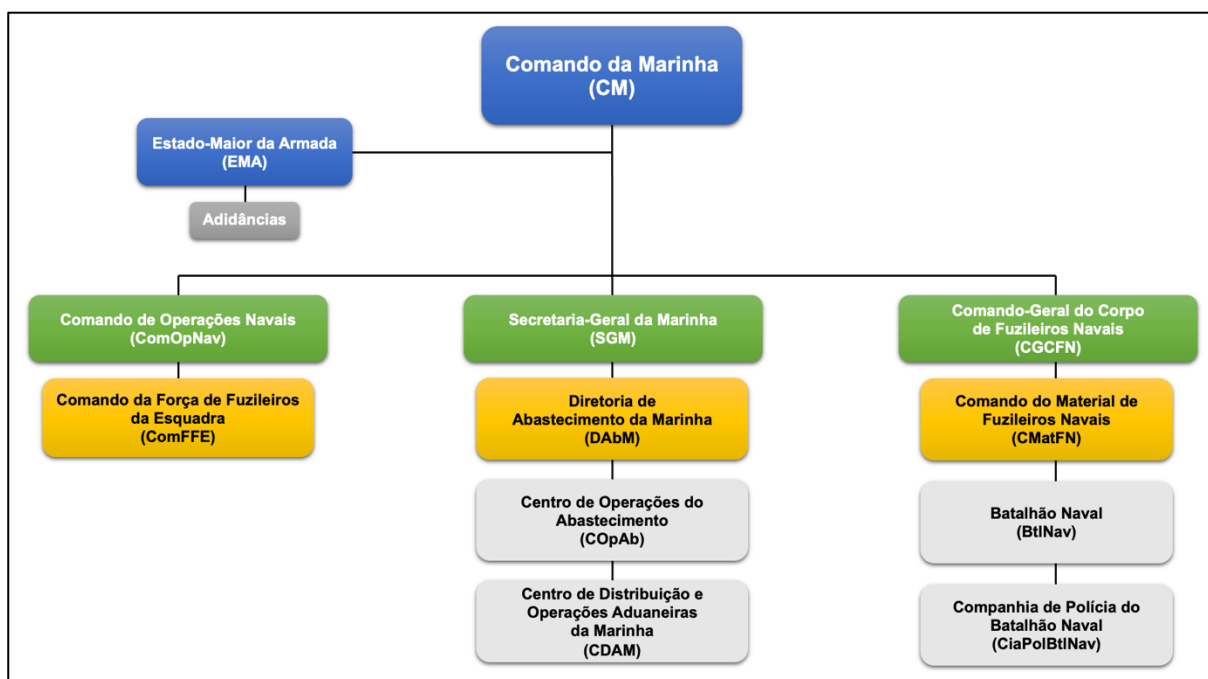 Comando da Marinha
(CM)
Estado-Maior da Armada
(EMA)
Adidâncias
Comando de Operações Navais
(ComOpNav)
Secretaria-Geral da Marinha
(SGM)
Comando-Geral do Corpo
de Fuzileiros Navais
(CGCFN)
Comando da Força de Fuzileiros
da Esquadra
(ComFFE)
Diretoria de
Abastecimento da Marinha
(DAbM)
Comando do Material de
Fuzileiros Navais
(CMatFN)
Centro de Operações do
Abastecimento
(COpAb)
Batalhão Naval
(BtlNav)
Centro de Distribuição e
Operações Aduaneiras
da Marinha
(CDAM)
Companhia de Polícia do
Batalhão Naval
(CiaPolBtlNav)